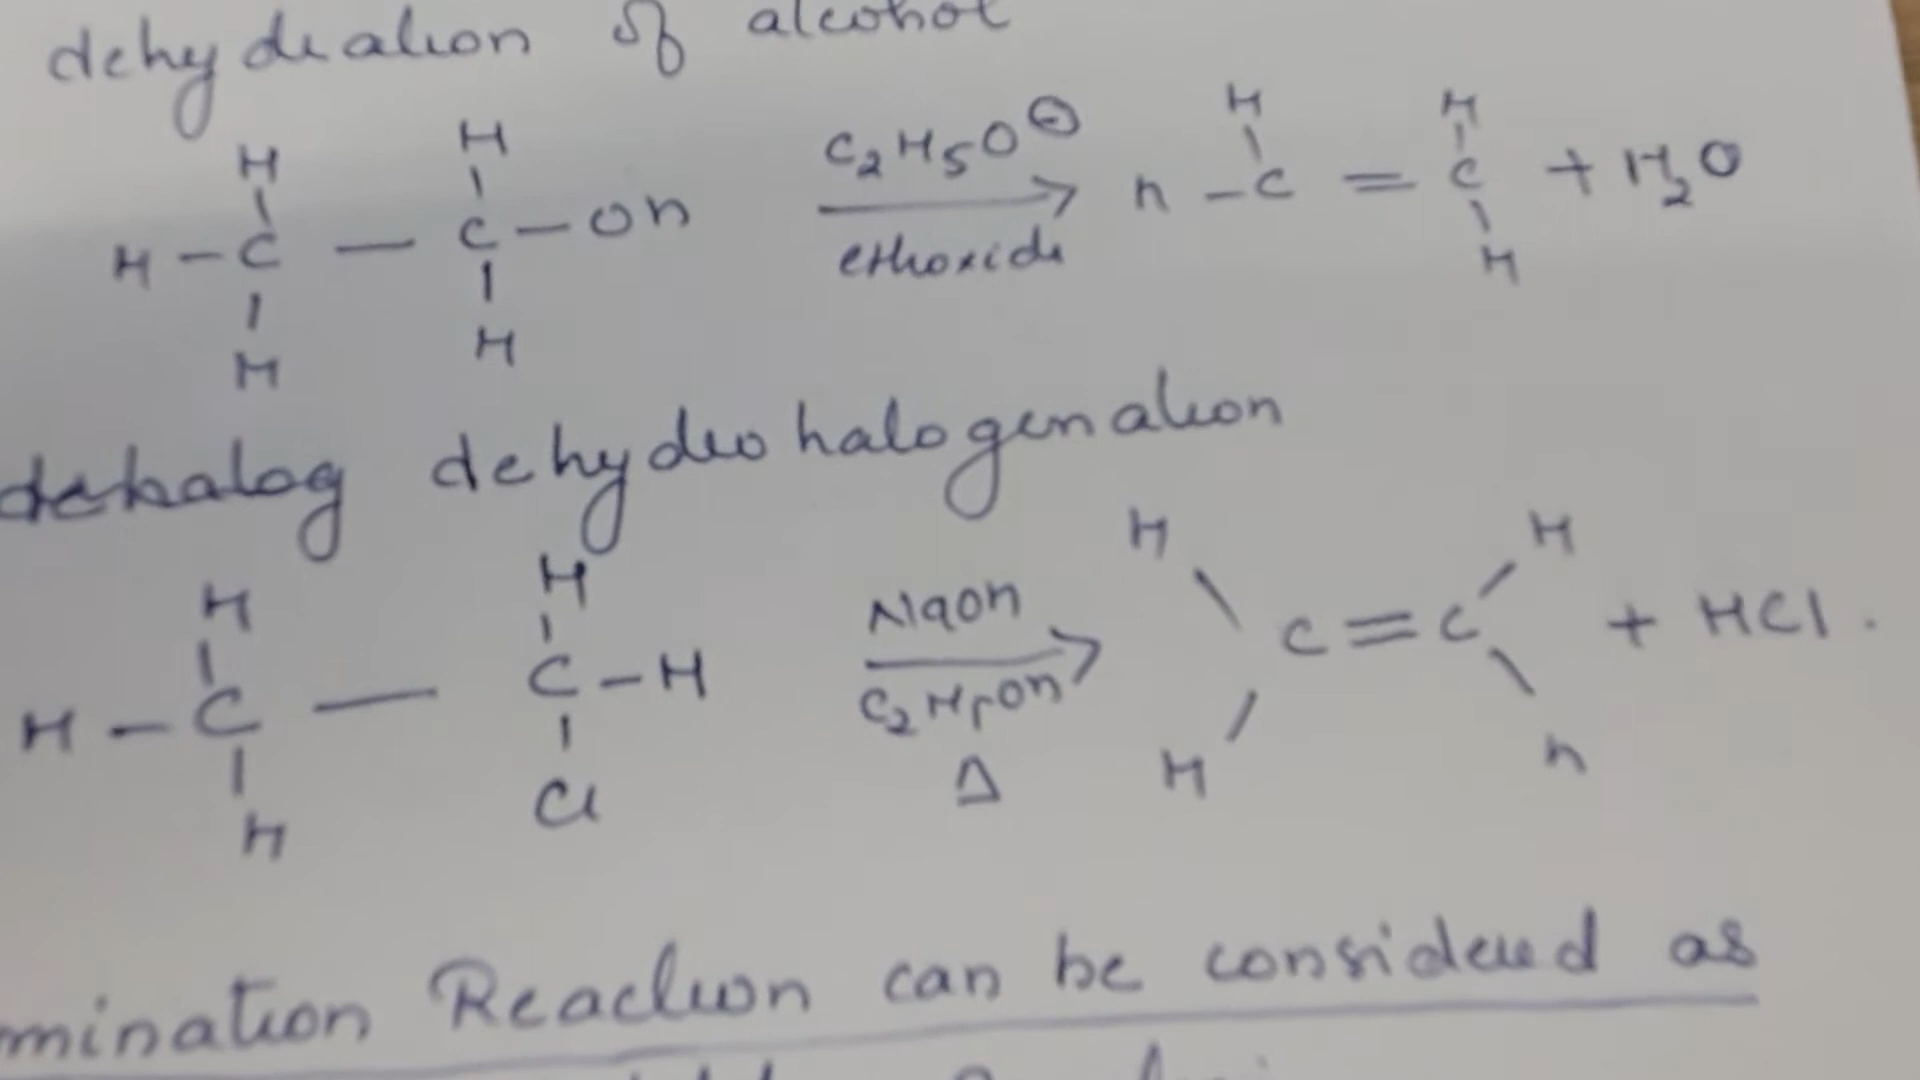 dehydration of alcohol
H H C2H5O⊖ H H
H - C — C - OH ⟶ H - C = C + H2O
H H ethoxide H
dehalog dehydrohalogenation
H H NaOH H H
H - C — C - H ⟶ C = C + HCl.
H Cl C2H5OH H H
Δ
mination Reaction can be considered as